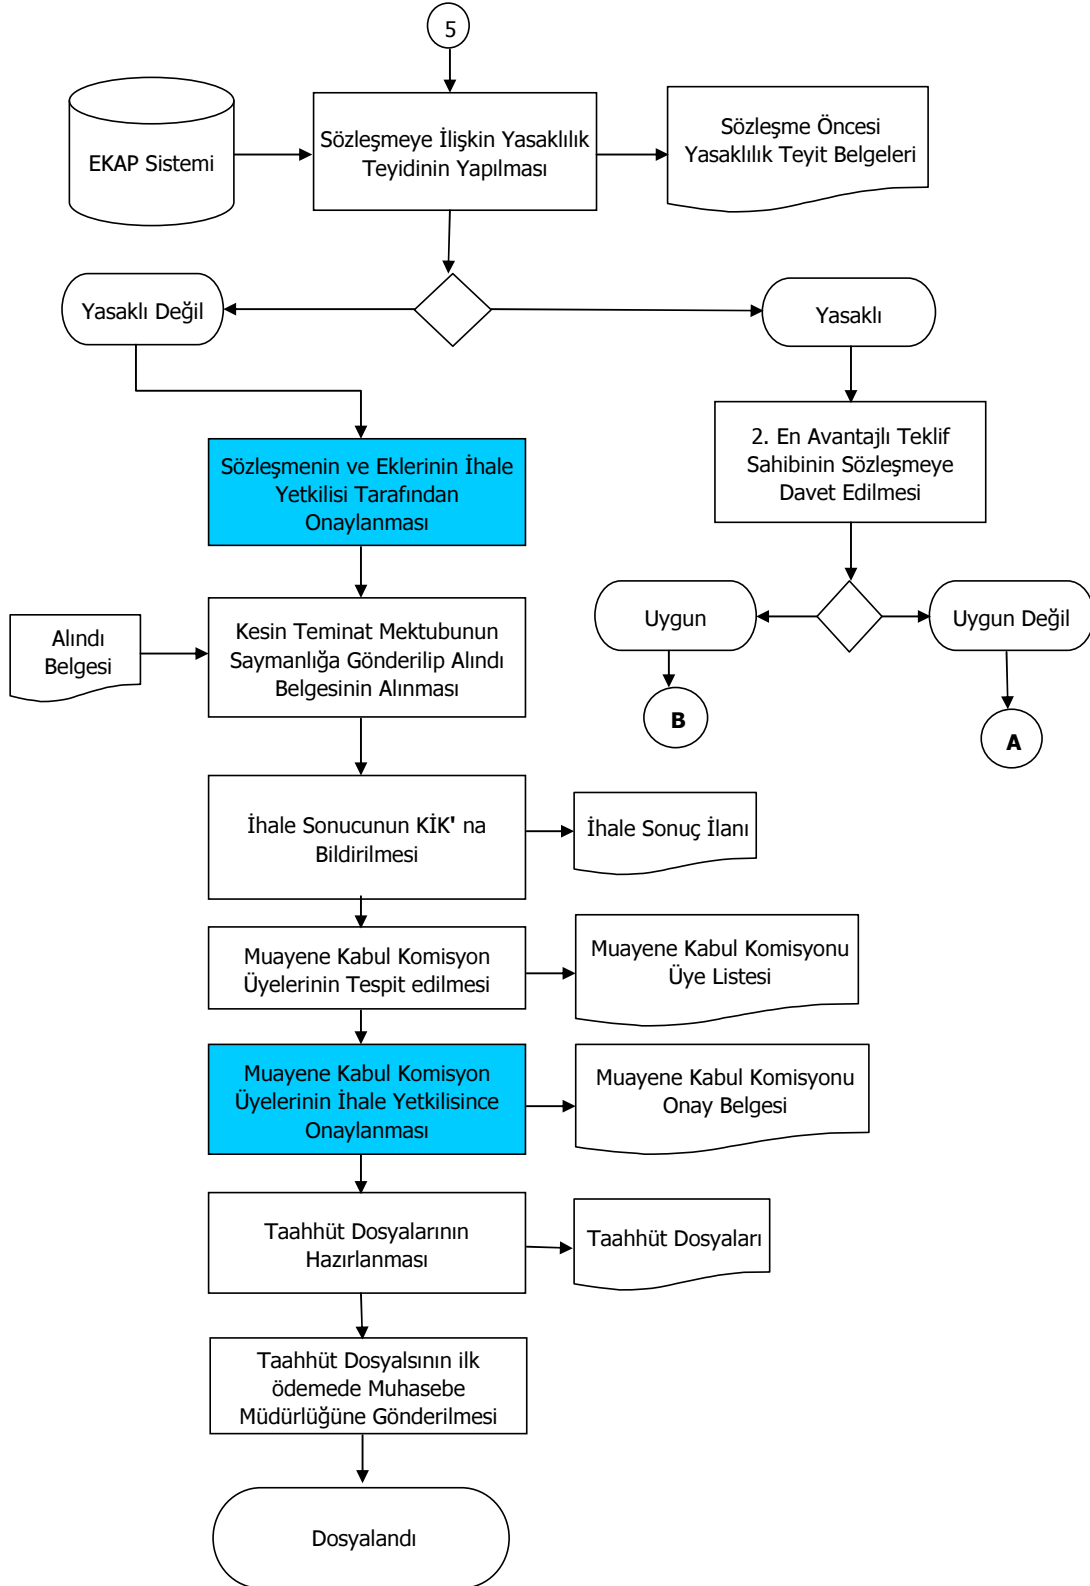 5
EKAP Sistemi
Sözleşmeye İlişkin Yasaklılık
Teyidinin Yapılması
Sözleşme Öncesi
Yasaklılık Teyit Belgeleri
Yasaklı Değil
Yasaklı
Sözleşmenin ve Eklerinin İhale
Yetkilisi Tarafından
Onaylanması
2. En Avantajlı Teklif
Sahibinin Sözleşmeye
Davet Edilmesi
Alındı
Belgesi
Kesin Teminat Mektubunun
Saymanlığa Gönderilip Alındı
Belgesinin Alınması
Uygun
Uygun Değil
B
A
İhale Sonucunun KİK' na
Bildirilmesi
İhale Sonuç İlanı
Muayene Kabul Komisyon
Üyelerinin Tespit edilmesi
Muayene Kabul Komisyonu
Üye Listesi
Muayene Kabul Komisyon
Üyelerinin İhale Yetkilisince
Onaylanması
Muayene Kabul Komisyonu
Onay Belgesi
Taahhüt Dosyalarının
Hazırlanması
Taahhüt Dosyaları
Taahhüt Dosyalsının ilk
ödemede Muhasebe
Müdürlüğüne Gönderilmesi
Dosyalandı